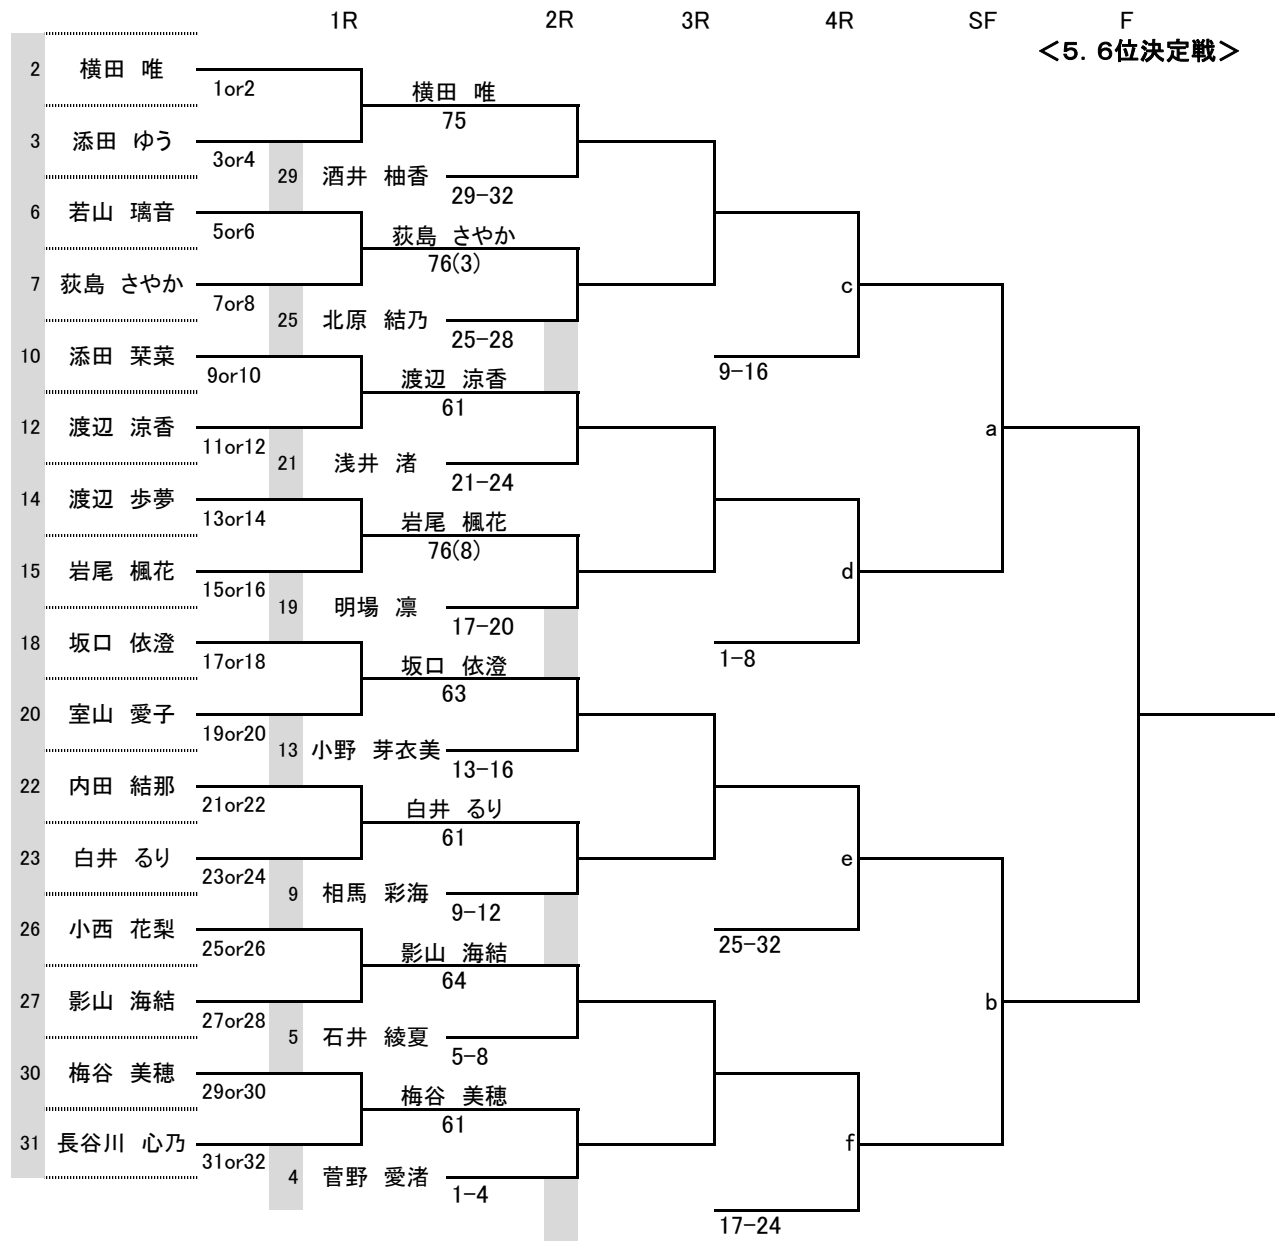 1R 2R 3R 4R SF F
<5．6位決定戦>
2 横田 唯
1or2
横田 唯
75
3 添田 ゆう
3or4
29 酒井 柚香
29-32
6 若山 璃音
5or6
荻島 さやか
76(3)
7 荻島 さやか
7or8
c
25 北原 結乃
25-28
10 添田 栞菜
9or10
9-16
渡辺 涼香
61
12 渡辺 涼香
11or12
a
21 浅井 渚
21-24
14 渡辺 歩夢
13or14
岩尾 楓花
76(8)
15 岩尾 楓花
15or16
d
19 明場 凛
17-20
18 坂口 依澄
17or18
1-8
坂口 依澄
63
20 室山 愛子
19or20
13 小野 芽衣美
13-16
22 内田 結那
21or22
白井 るり
61
23 白井 るり
23or24
e
9 相馬 彩海
9-12
26 小西 花梨
25or26
25-32
影山 海結
64
27 影山 海結
27or28
b
5 石井 綾夏
5-8
30 梅谷 美穂
29or30
梅谷 美穂
61
31 長谷川 心乃
31or32
f
4 菅野 愛渚
1-4
17-24